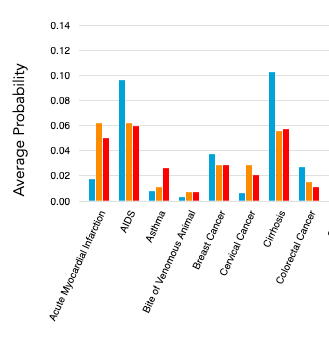 0.14
0.12
0.10
0.08
0.06
0.04
0.02
0.00
Average Probability
Acute Myocardial Infarction
AIDS
Asthma
Bite of Venomous Animal
Breast Cancer
Cervical Cancer
Cirrhosis
Colorectal Cancer